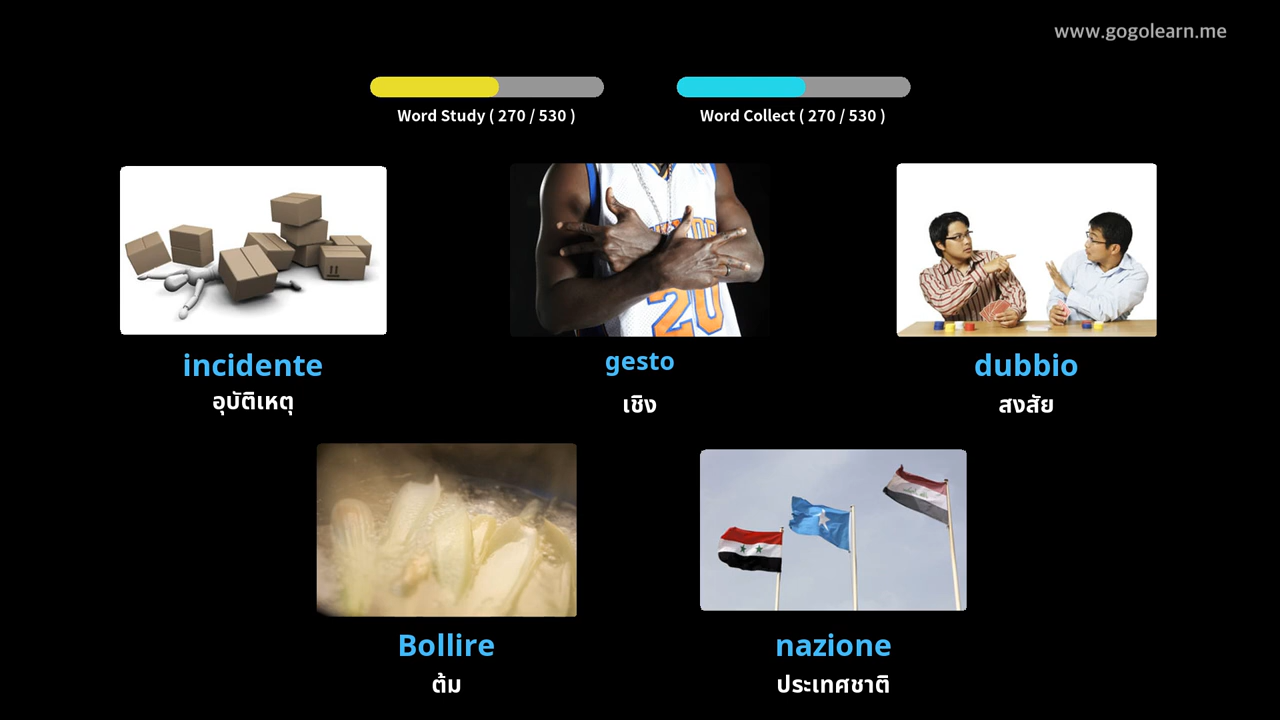 www.gogolearn.me
Word Study ( 270 / 530 )
Word Collect ( 270 / 530 )
incidente
อุบัติเหตุ
gesto
เชิง
dubbio
สงสัย
20
Bollire
ต้ม
nazione
ประเทศชาติ